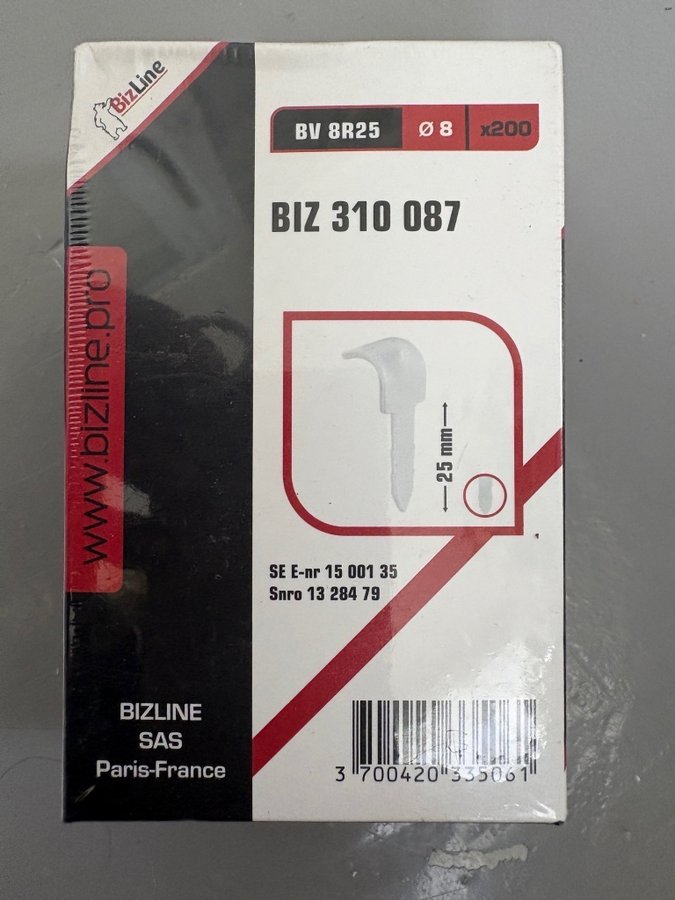 BizLine
BV 8R25 Ø 8 x200
BIZ 310 087
www.bizline.pro
25 mm
SE E-nr 15 001 35
Snro 13 284 79
BIZLINE
SAS
Paris-France
3 700420 335061